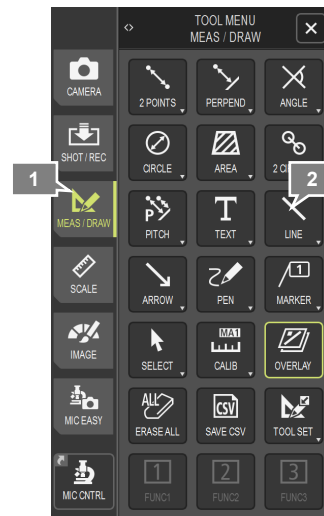 TOOL MENU
MEAS / DRAW
CAMERA
2 POINTS
PERPEND
ANGLE
SHOT / REC
CIRCLE
AREA
1
2
MEAS / DRAW
P
PITCH
T
TEXT
LINE
SCALE
ARROW
PEN
1
MARKER
IMAGE
SELECT
MA1
CALIB
OVERLAY
MIC EASY
ALL
ERASE ALL
CSV
SAVE CSV
TOOL SET
MIC CNTRL
1
FUNC1
2
FUNC2
3
FUNC3